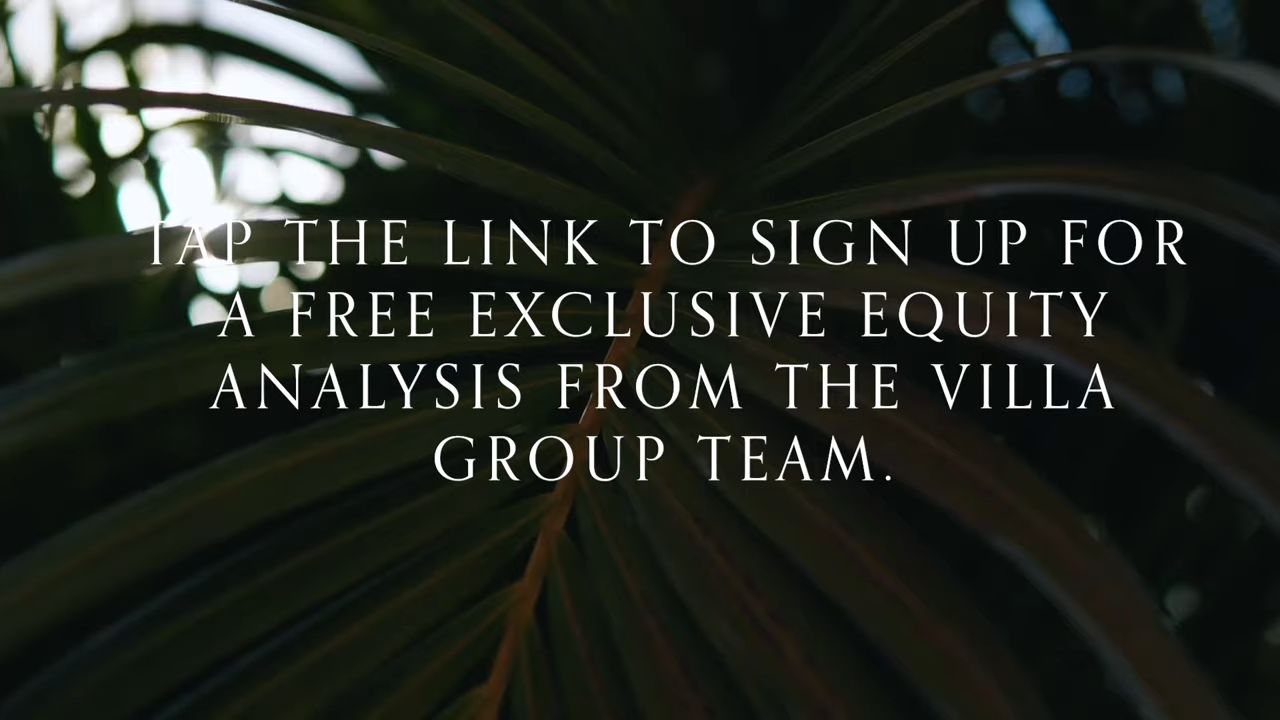 TAP THE LINK TO SIGN UP FOR
A FREE EXCLUSIVE EQUITY
ANALYSIS FROM THE VILLA
GROUP TEAM.